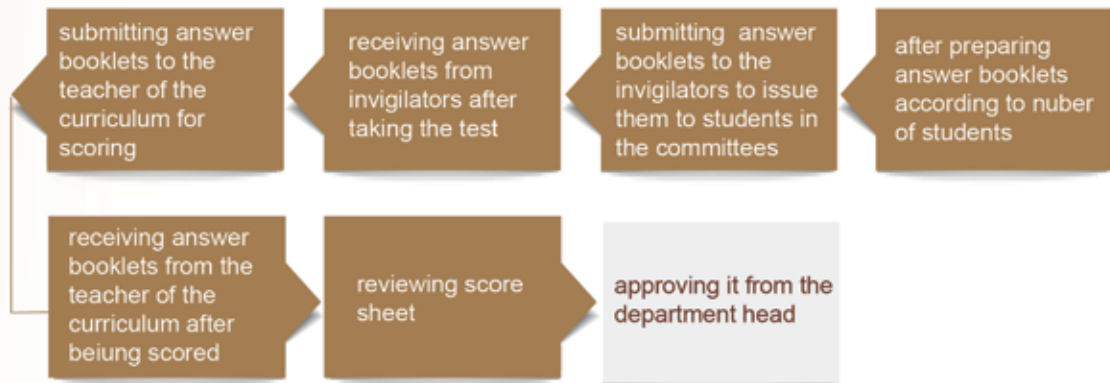 after preparing
answer booklets
according to nuber
of students
submitting answer
booklets to the
invigilators to issue
them to students in
the committees
receiving answer
booklets from
invigilators after
taking the test
submitting answer
booklets to the
teacher of the
curriculum for
scoring
receiving answer
booklets from the
teacher of the
curriculum after
beiung scored
reviewing score
sheet
approving it from the
department head